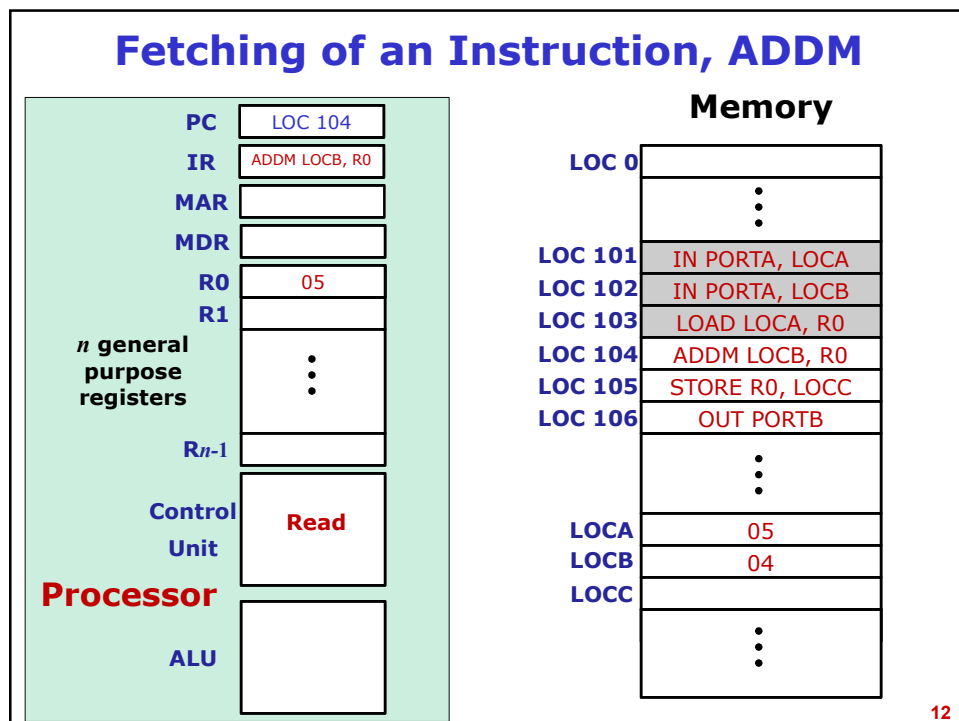 Fetching of an Instruction, ADDM
PC
LOC 104
IR
ADDM LOCB, R0
MAR
MDR
R0
05
R1
n general
purpose
registers
Rn-1
Control
Unit
Read
Processor
ALU
Memory
LOC 0
LOC 101
IN PORTA, LOCA
LOC 102
IN PORTA, LOCB
LOC 103
LOAD LOCA, R0
LOC 104
ADDM LOCB, R0
LOC 105
STORE R0, LOCC
LOC 106
OUT PORTB
LOCA
05
LOCB
04
LOCC
12